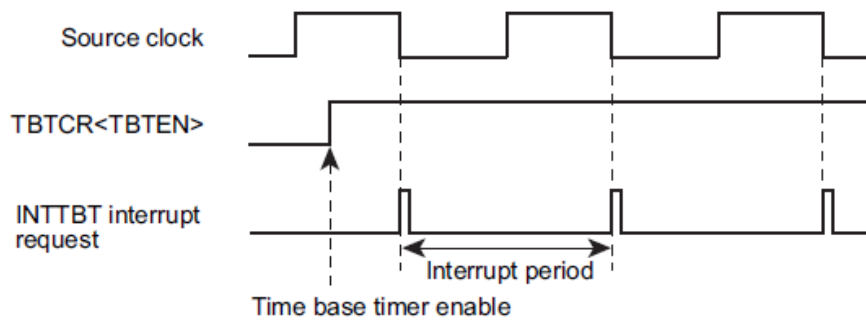 Source clock
TBTCR<TBTEN>
INTTBT interrupt
request
Interrupt period
Time base timer enable